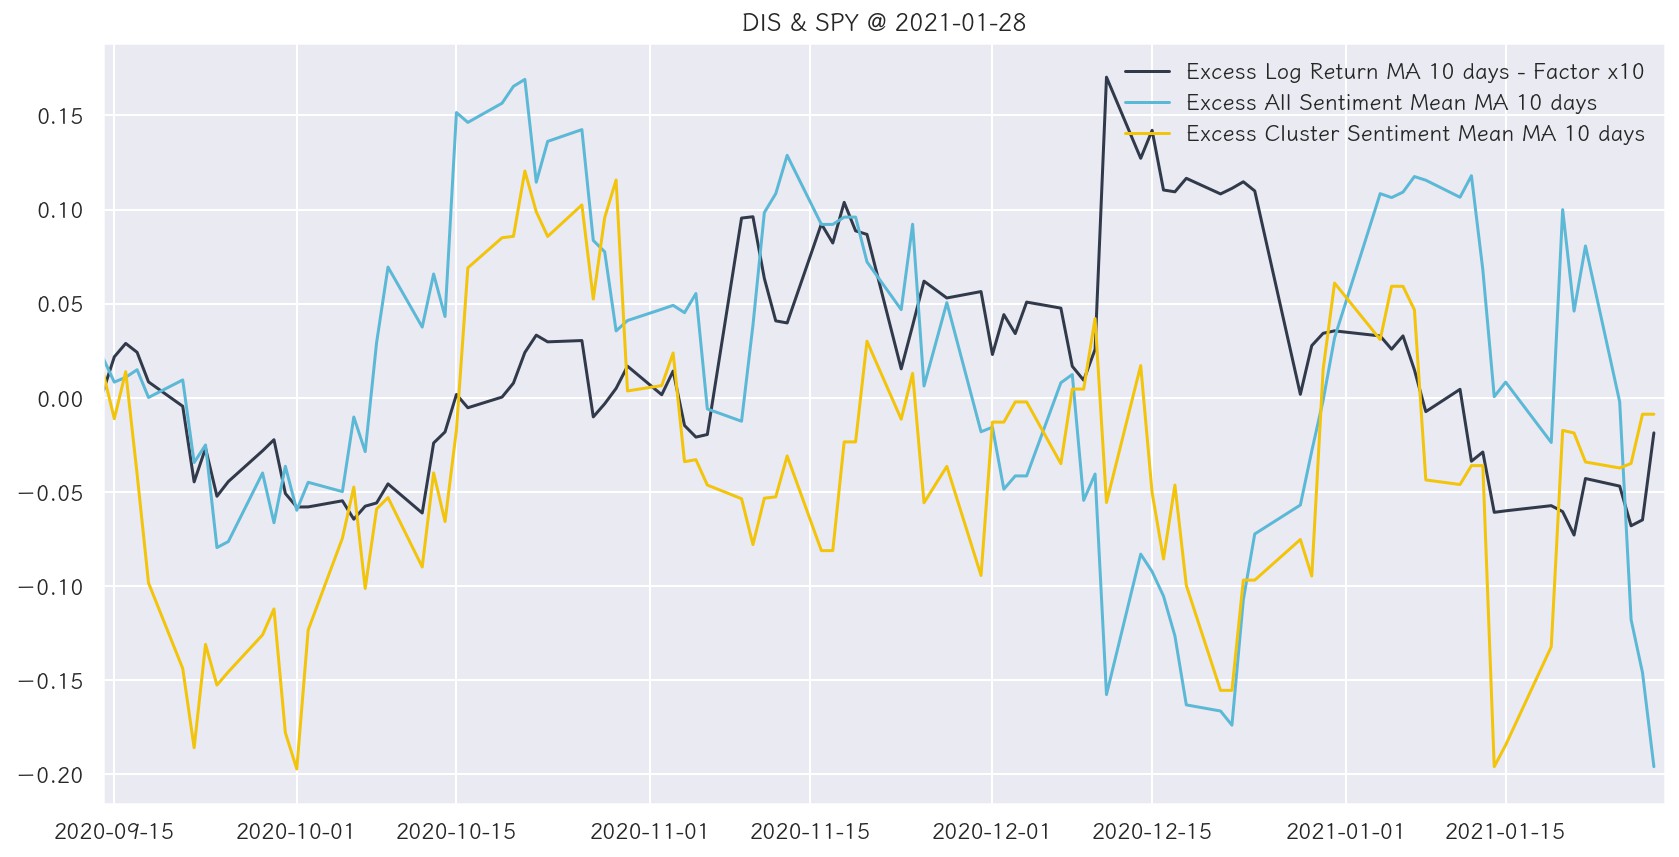 DIS & SPY @ 2021-01-28
Excess Log Return MA 10 days - Factor x10
Excess All Sentiment Mean MA 10 days
Excess Cluster Sentiment Mean MA 10 days
0.15
0.10
0.05
0.00
−0.05
−0.10
−0.15
−0.20
2020-09-15 2020-10-01 2020-10-15 2020-11-01 2020-11-15 2020-12-01 2020-12-15 2021-01-01 2021-01-15